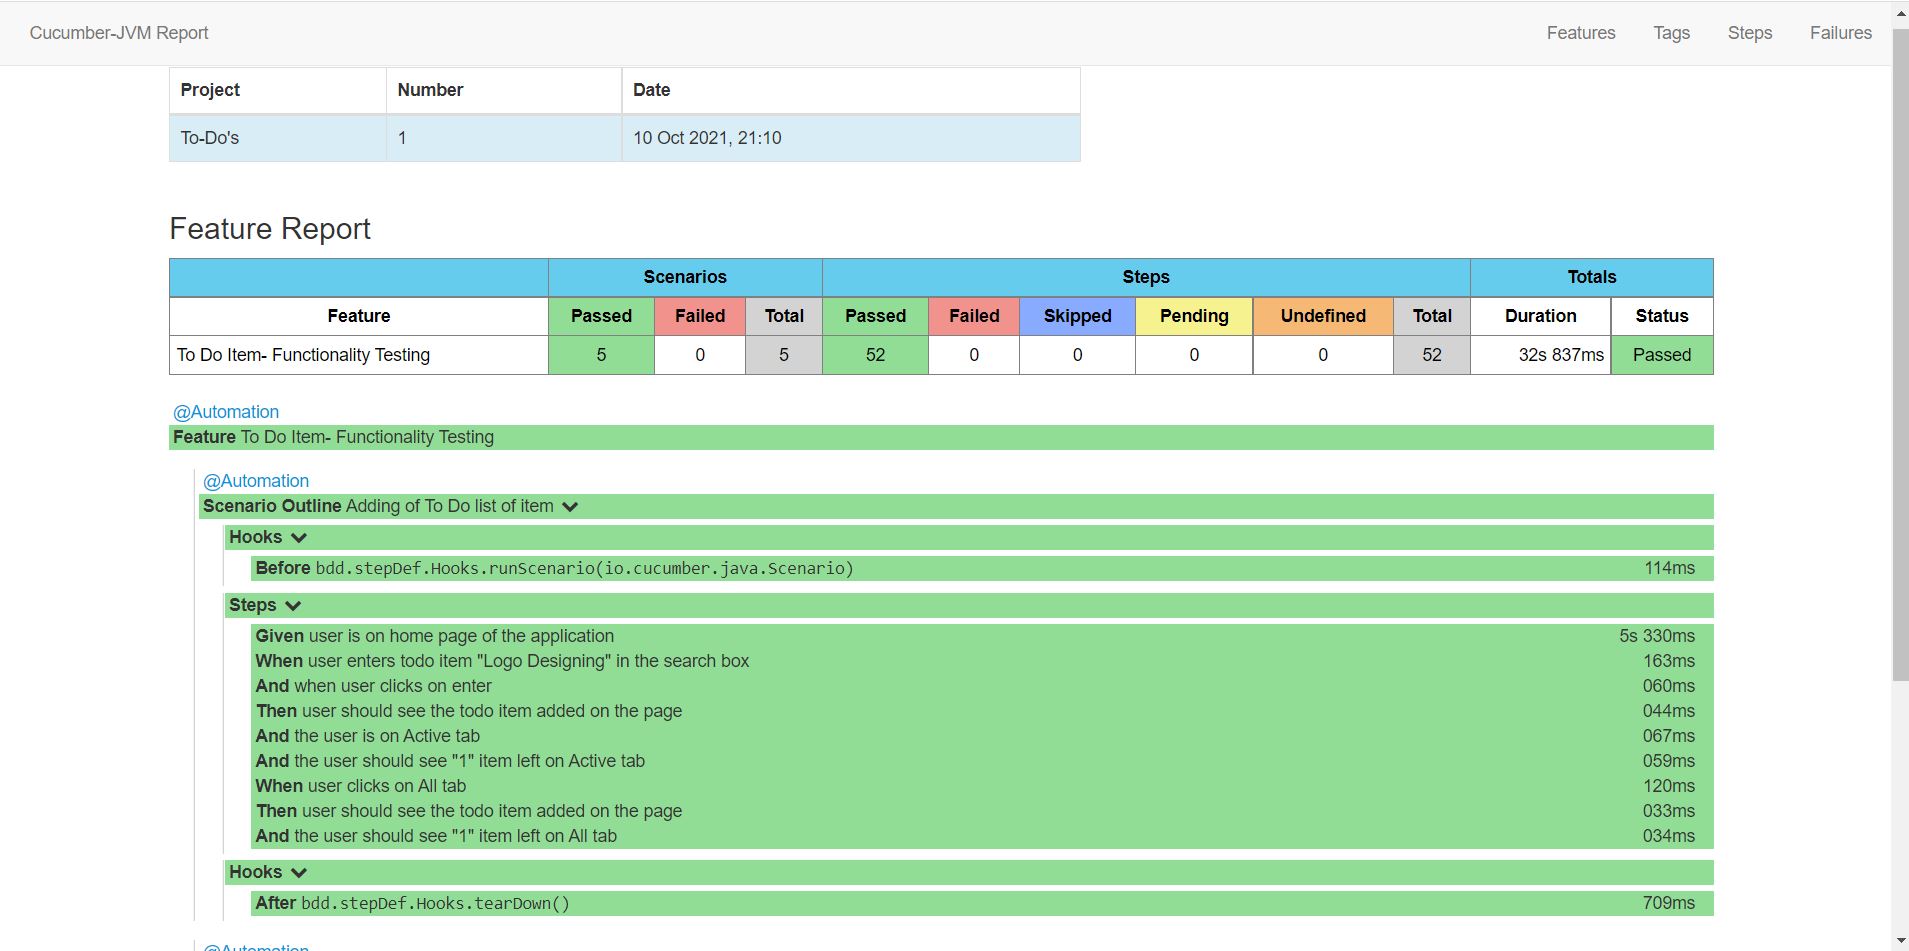 Cucumber-JVM Report Features Tags Steps Failures
Project Number Date
To-Do's 1 10 Oct 2021, 21:10
Feature Report
Scenarios Steps Totals
Feature Passed Failed Total Passed Failed Skipped Pending Undefined Total Duration Status
To Do Item- Functionality Testing 5 0 5 52 0 0 0 0 52 32s 837ms Passed
@Automation
Feature To Do Item- Functionality Testing
@Automation
Scenario Outline Adding of To Do list of item
Hooks
Before bdd.stepDef.Hooks.runScenario(io.cucumber.java.Scenario) 114ms
Steps
Given user is on home page of the application 5s 330ms
When user enters todo item "Logo Designing" in the search box 163ms
And when user clicks on enter 060ms
Then user should see the todo item added on the page 044ms
And the user is on Active tab 067ms
And the user should see "1" item left on Active tab 059ms
When user clicks on All tab 120ms
Then user should see the todo item added on the page 033ms
And the user should see "1" item left on All tab 034ms
Hooks
After bdd.stepDef.Hooks.tearDown() 709ms
@Automation